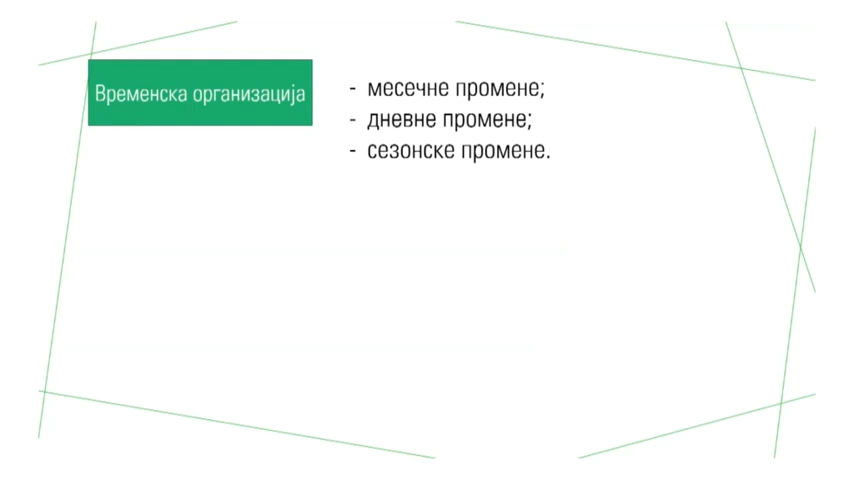 Временска организација
- месечне промене;
- дневне промене;
- сезонске промене.